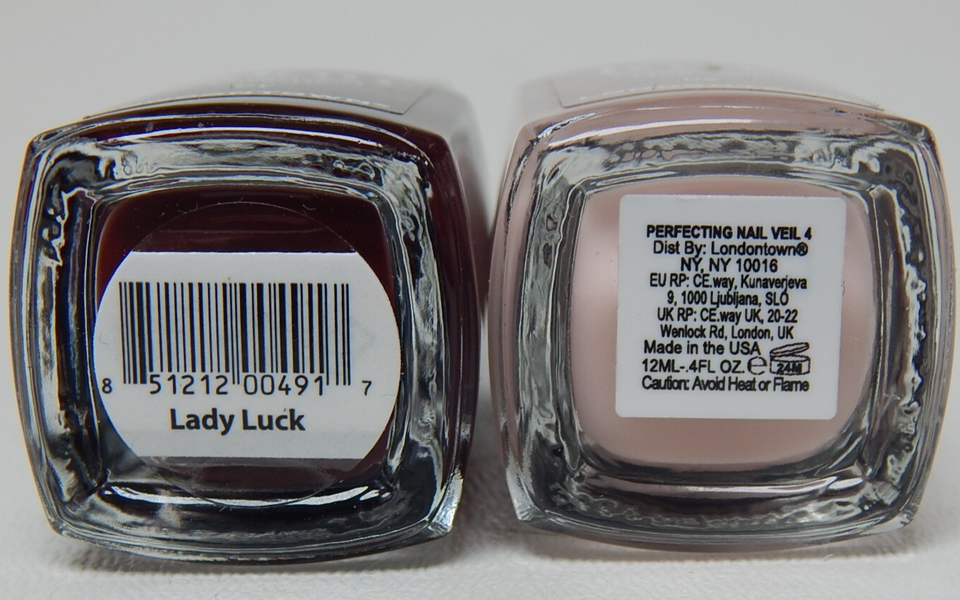 8 51212 00491 7
Lady Luck
PERFECTING NAIL VEIL 4
Dist By: Londontown®
NY, NY 10016
EU RP: CE.way, Kunaverjeva
9, 1000 Ljubljana, SLO
UK RP: CE.way UK, 20-22
Wenlock Rd, London, UK
Made in the USA
12ML-.4FL OZ. e 24M
Caution: Avoid Heat or Flame